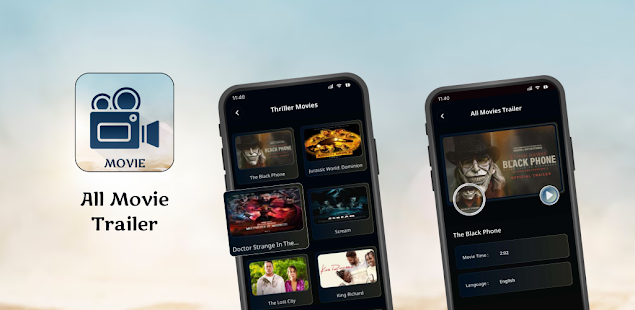 MOVIE
All Movie
Trailer
11:40
Thriller Movies
The Black Phone
Jurassic World: Dominion
Doctor Strange In The...
SCREAM
Scream
The Lost City
King Richard
11:40
All Movies Trailer
BLACK PHONE
OFFICIAL TRAILER
The Black Phone
Movie Time :
2:02
Language :
English